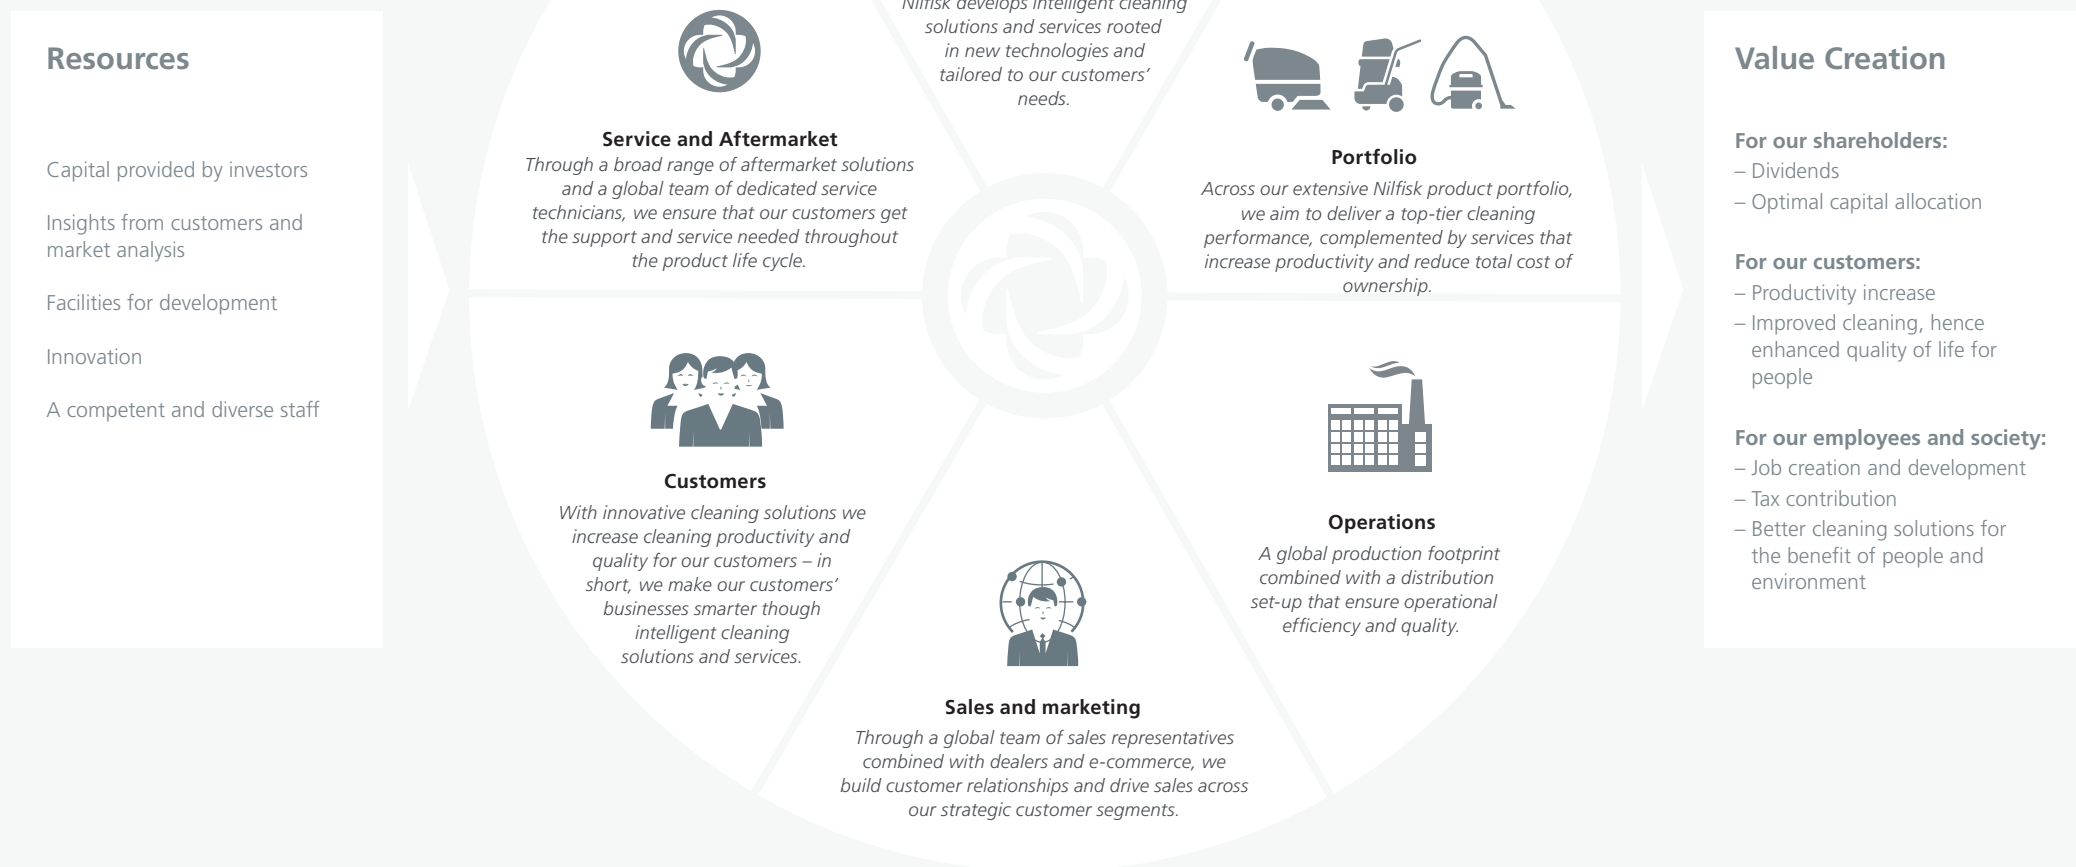 Resources
Capital provided by investors
Insights from customers and
market analysis
Facilities for development
Innovation
A competent and diverse staff
Nilfisk develops intelligent cleaning
solutions and services rooted
in new technologies and
tailored to our customers’
needs.
Service and Aftermarket
Through a broad range of aftermarket solutions
and a global team of dedicated service
technicians, we ensure that our customers get
the support and service needed throughout
the product life cycle.
Portfolio
Across our extensive Nilfisk product portfolio,
we aim to deliver a top-tier cleaning
performance, complemented by services that
increase productivity and reduce total cost of
ownership.
Customers
With innovative cleaning solutions we
increase cleaning productivity and
quality for our customers – in
short, we make our customers’
businesses smarter though
intelligent cleaning
solutions and services.
Operations
A global production footprint
combined with a distribution
set-up that ensure operational
efficiency and quality.
Sales and marketing
Through a global team of sales representatives
combined with dealers and e-commerce, we
build customer relationships and drive sales across
our strategic customer segments.
Value Creation
For our shareholders:
– Dividends
– Optimal capital allocation
For our customers:
– Productivity increase
– Improved cleaning, hence
enhanced quality of life for
people
For our employees and society:
– Job creation and development
– Tax contribution
– Better cleaning solutions for
the benefit of people and
environment